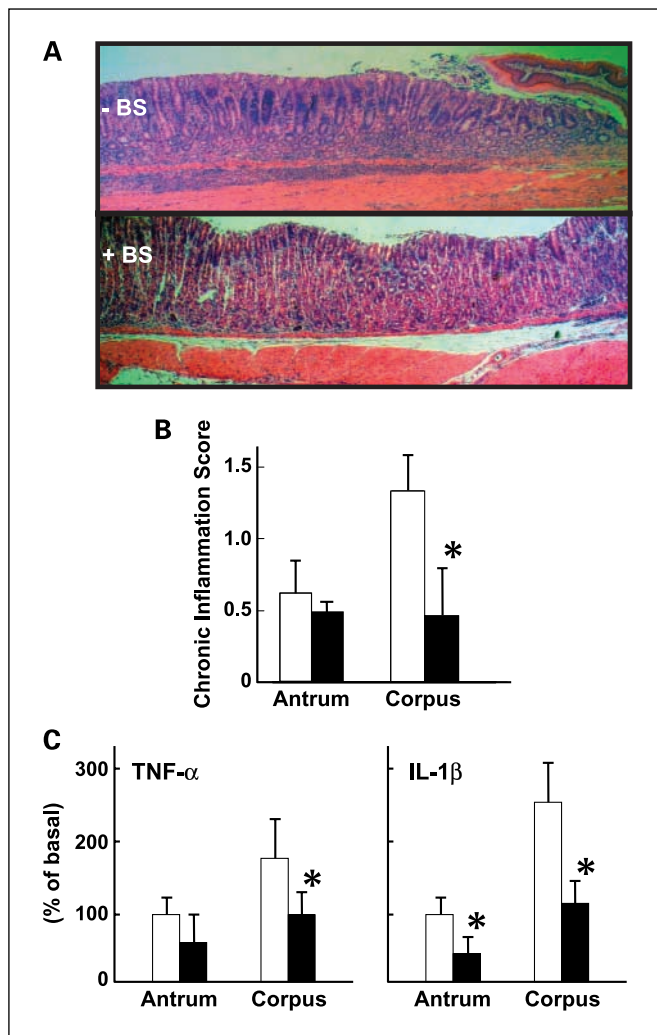 A
- BS
+ BS
B
Chronic Inflammation Score
1.5
1.0
0.5
0
*
Antrum Corpus
C
(% of basal)
300
200
100
0
TNF-α
*
Antrum Corpus
IL-1β
*
*
Antrum Corpus